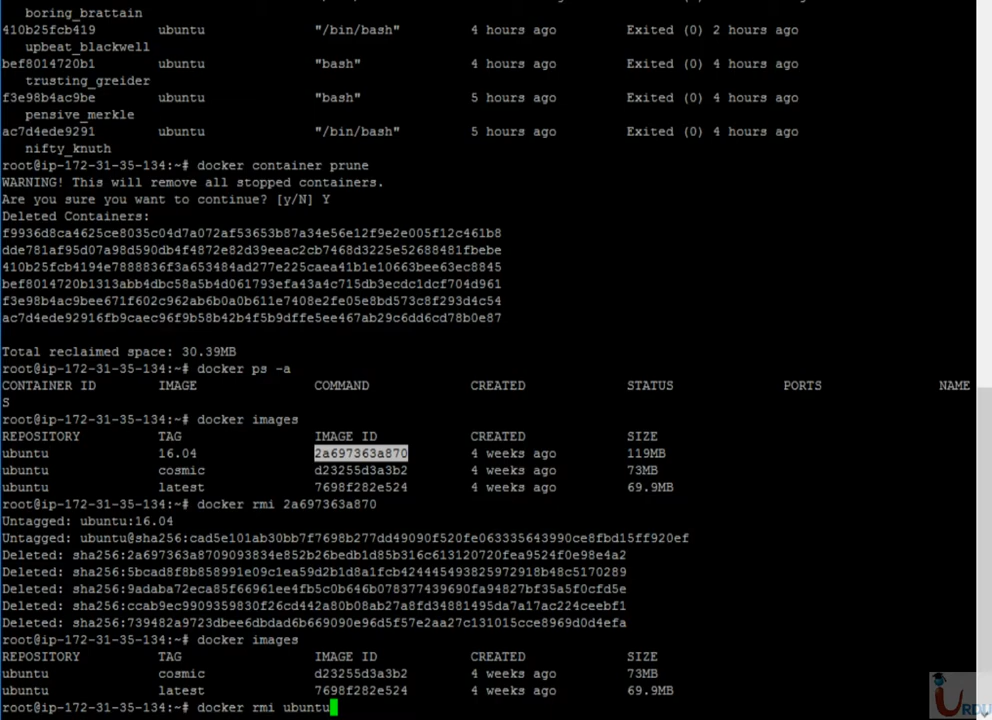 boring_brattain
410b25fcb419 ubuntu "/bin/bash" 4 hours ago Exited (0) 2 hours ago
upbeat_blackwell
bef8014720b1 ubuntu "bash" 4 hours ago Exited (0) 4 hours ago
trusting_greider
f3e98b4ac9be ubuntu "bash" 5 hours ago Exited (0) 4 hours ago
pensive_merkle
ac7d4ede9291 ubuntu "/bin/bash" 5 hours ago Exited (0) 4 hours ago
nifty_knuth
root@ip-172-31-35-134:~# docker container prune
WARNING! This will remove all stopped containers.
Are you sure you want to continue? [y/N] Y
Deleted Containers:
f9936d8ca4625ce8035c04d7a072af53653b87a34e56e12f9e2e005f12c461b8
dde781af95d07a98d590db4f4872e82d39eeac2cb7468d3225e52688481fbebe
410b25fcb4194e7888836f3a653484ad277e225caea41b1e10663bee63ec8845
bef8014720b1313abb4dbc58a5b4d061793efa43a4c715db3ecdc1dcf704d961
f3e98b4ac9bee671f602c962ab6b0a0b611e7408e2fe05e8bd573c8f293d4c54
ac7d4ede92916fb9caec96f9b58b42b4f5b9dffe5ee467ab29c6dd6cd78b0e87
Total reclaimed space: 30.39MB
root@ip-172-31-35-134:~# docker ps -a
CONTAINER ID IMAGE COMMAND CREATED STATUS PORTS NAME
S
root@ip-172-31-35-134:~# docker images
REPOSITORY TAG IMAGE ID CREATED SIZE
ubuntu 16.04 2a697363a870 4 weeks ago 119MB
ubuntu cosmic d23255d3a3b2 4 weeks ago 73MB
ubuntu latest 7698f282e524 4 weeks ago 69.9MB
root@ip-172-31-35-134:~# docker rmi 2a697363a870
Untagged: ubuntu:16.04
Untagged: ubuntu@sha256:cad5e101ab30bb7f7698b277dd49090f520fe063335643990ce8fbd15ff920ef
Deleted: sha256:2a697363a8709093834e852b26bedb1d85b316c613120720fea9524f0e98e4a2
Deleted: sha256:5bcad8f8b858991e09c1ea59d2b1d8a1fcb424445493825972918b48c5170289
Deleted: sha256:9adaba72eca85f66961ee4fb5c0b646b078377439690fa94827bf35a5f0cfd5e
Deleted: sha256:ccab9ec9909359830f26cd442a80b08ab27a8fd34881495da7a17ac224ceebf1
Deleted: sha256:739482a9723dbee6dbdad6b669090e96d5f57e2aa27c131015cce8969d0d4efa
root@ip-172-31-35-134:~# docker images
REPOSITORY TAG IMAGE ID CREATED SIZE
ubuntu cosmic d23255d3a3b2 4 weeks ago 73MB
ubuntu latest 7698f282e524 4 weeks ago 69.9MB
root@ip-172-31-35-134:~# docker rmi ubuntu